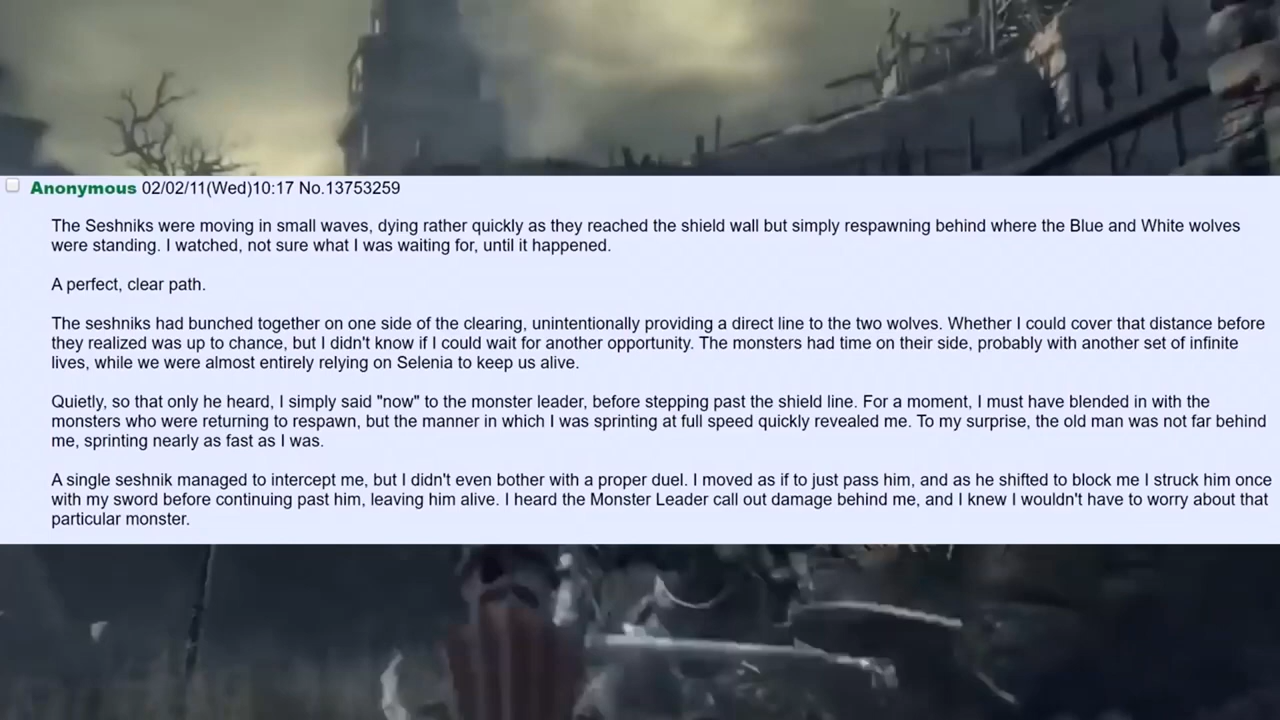 Anonymous 02/02/11(Wed)10:17 No.13753259
The Seshniks were moving in small waves, dying rather quickly as they reached the shield wall but simply respawning behind where the Blue and White wolves
were standing. I watched, not sure what I was waiting for, until it happened.
A perfect, clear path.
The seshniks had bunched together on one side of the clearing, unintentionally providing a direct line to the two wolves. Whether I could cover that distance before
they realized was up to chance, but I didn't know if I could wait for another opportunity. The monsters had time on their side, probably with another set of infinite
lives, while we were almost entirely relying on Selenia to keep us alive.
Quietly, so that only he heard, I simply said "now" to the monster leader, before stepping past the shield line. For a moment, I must have blended in with the
monsters who were returning to respawn, but the manner in which I was sprinting at full speed quickly revealed me. To my surprise, the old man was not far behind
me, sprinting nearly as fast as I was.
A single seshnik managed to intercept me, but I didn't even bother with a proper duel. I moved as if to just pass him, and as he shifted to block me I struck him once
with my sword before continuing past him, leaving him alive. I heard the Monster Leader call out damage behind me, and I knew I wouldn't have to worry about that
particular monster.